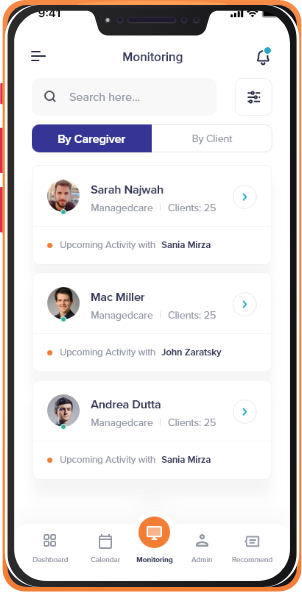 9:41
Monitoring
Search here...
By Caregiver
By Client
Sarah Najwah
Managedcare | Clients: 25
Upcoming Activity with Sania Mirza
Mac Miller
Managedcare | Clients: 25
Upcoming Activity with John Zaratsky
Andrea Dutta
Managedcare | Clients: 25
Upcoming Activity with Sania Mirza
Dashboard
Calendar
Monitoring
Admin
Recommend